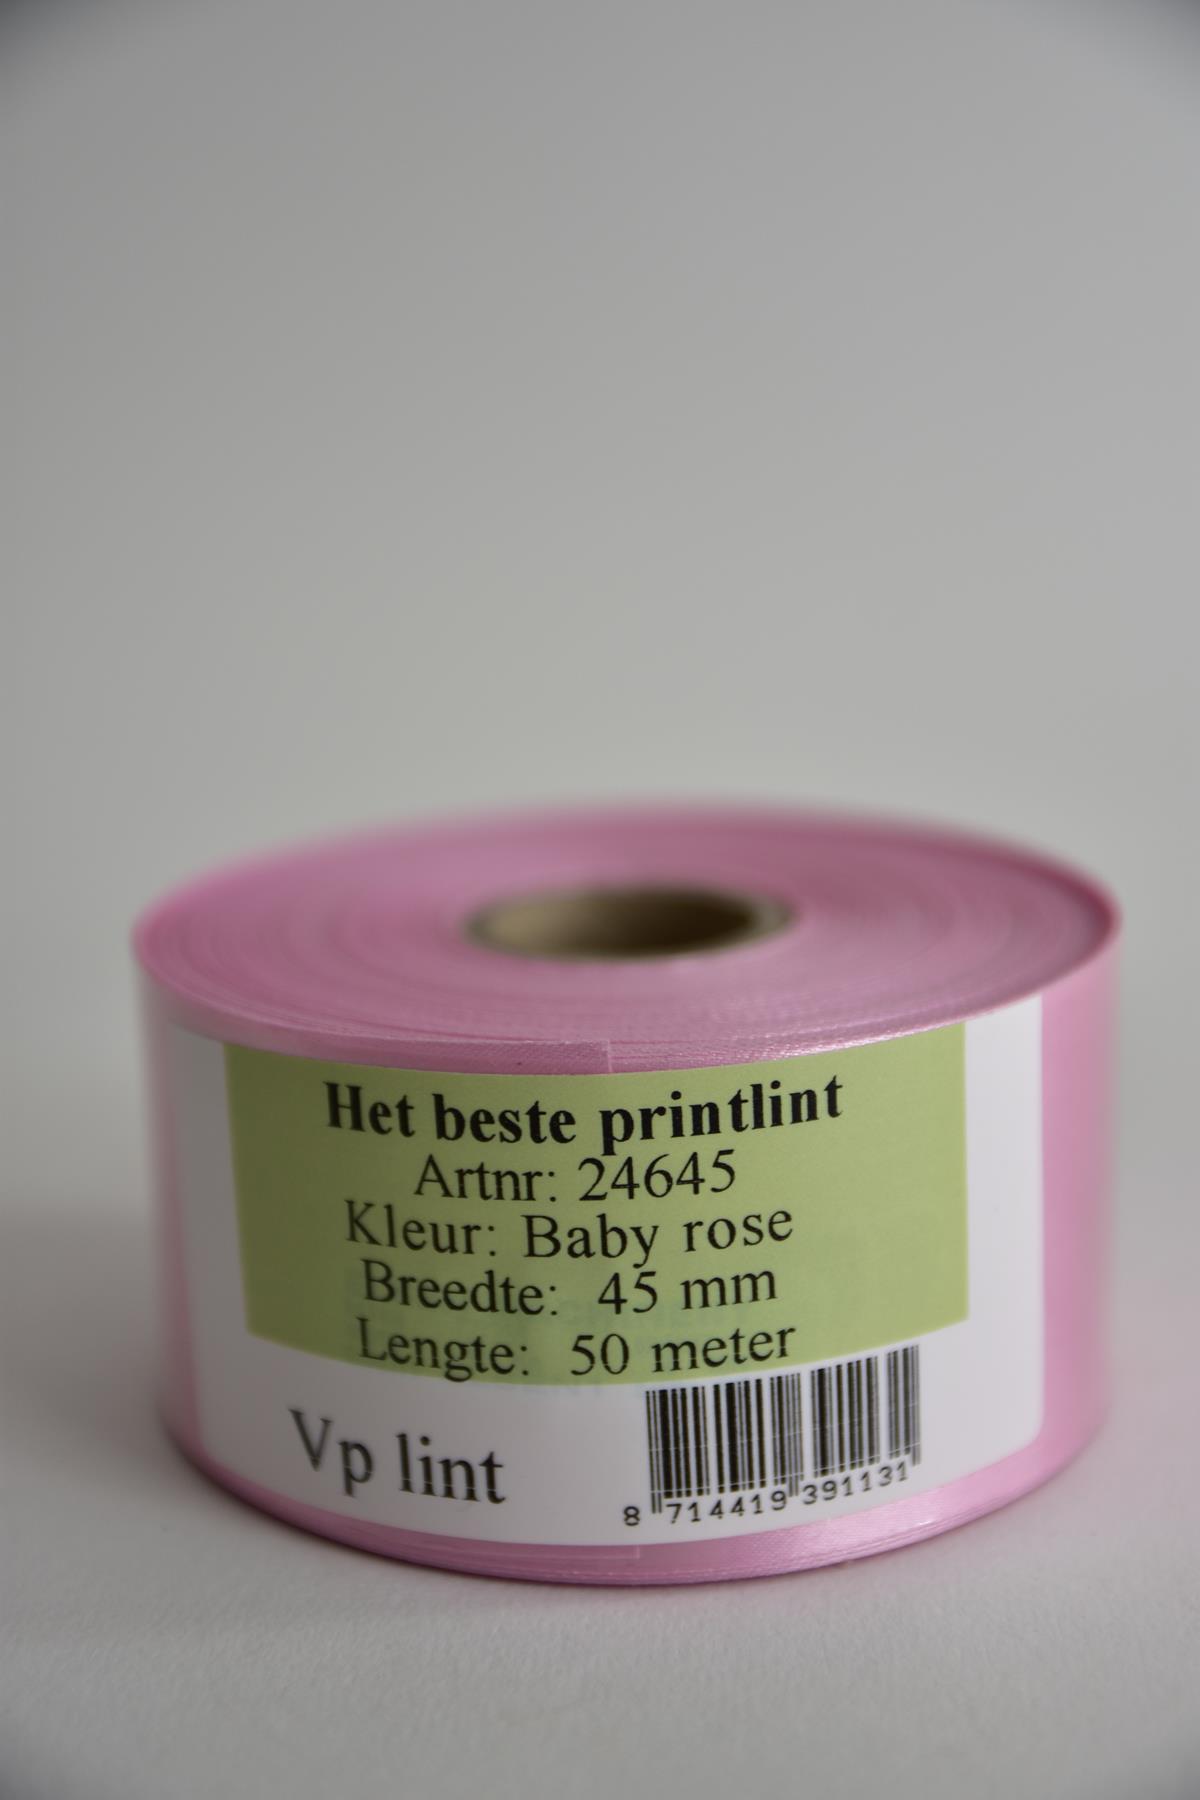 Het beste printlint
Artnr: 24645
Kleur: Baby rose
Breedte: 45 mm
Lengte: 50 meter
Vp lint
8 714419 391131